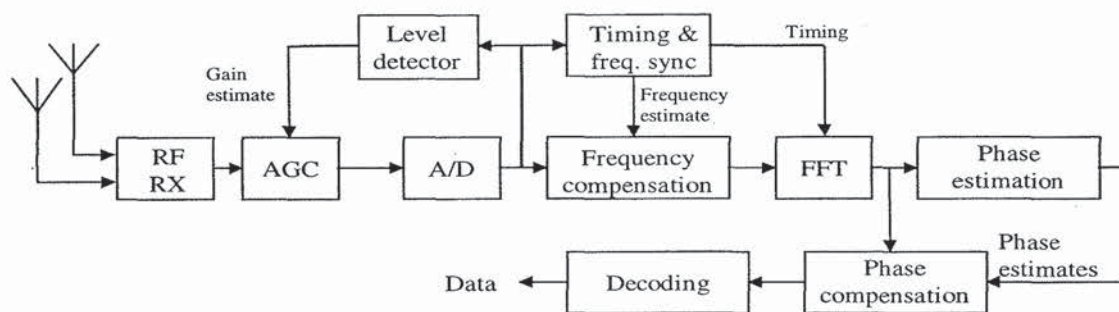 Level
detector
Timing &
freq. sync
Timing
Gain
estimate
Frequency
estimate
RF
RX
AGC
A/D
Frequency
compensation
FFT
Phase
estimation
Data
Decoding
Phase
compensation
Phase
estimates